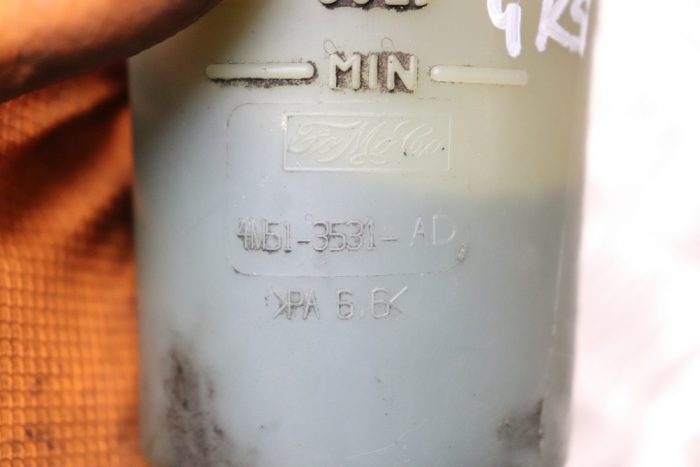 MIN
FoMoCo
4M51-3531-AD
>PA 6.6<